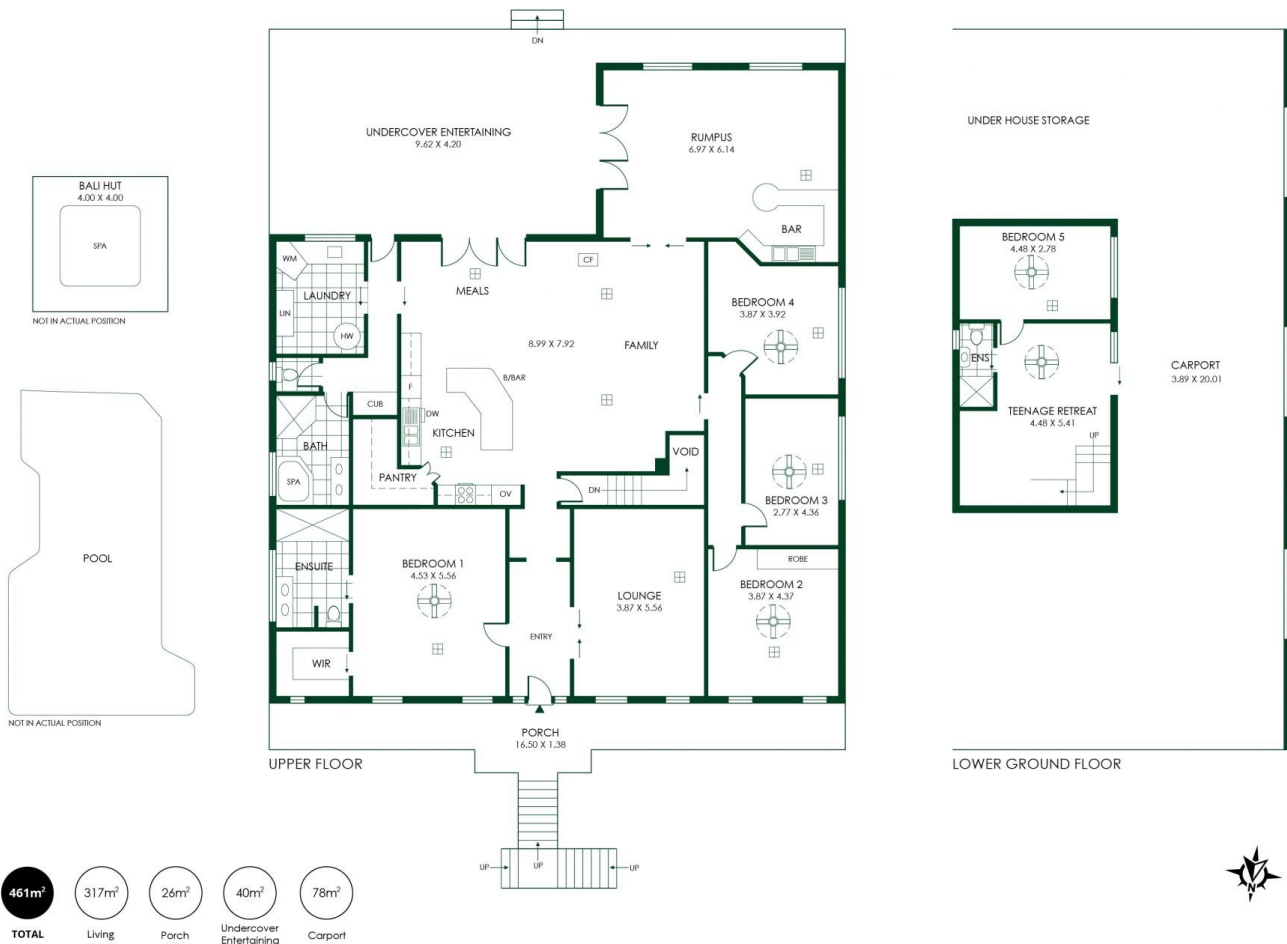 DN
UNDERCOVER ENTERTAINING
9.62 X 4.20
RUMPUS
6.97 X 6.14
BAR
BALI HUT
4.00 X 4.00
SPA
NOT IN ACTUAL POSITION
WM
LAUNDRY
LIN
HW
MEALS
CF
8.99 X 7.92
FAMILY
BEDROOM 4
3.87 X 3.92
B/BAR
F
CUB
DW
KITCHEN
BATH
SPA
PANTRY
OV
VOID
DN
BEDROOM 3
2.77 X 4.36
POOL
NOT IN ACTUAL POSITION
ENSUITE
BEDROOM 1
4.53 X 5.56
LOUNGE
3.87 X 5.56
ROBE
BEDROOM 2
3.87 X 4.37
WIR
ENTRY
PORCH
16.50 X 1.38
UPPER FLOOR
UP
UP
UP
UNDER HOUSE STORAGE
BEDROOM 5
4.48 X 2.78
ENS
TEENAGE RETREAT
4.48 X 5.41
UP
CARPORT
3.89 X 20.01
LOWER GROUND FLOOR
N
461m²
TOTAL
317m²
Living
26m²
Porch
40m²
Undercover
Entertaining
78m²
Carport